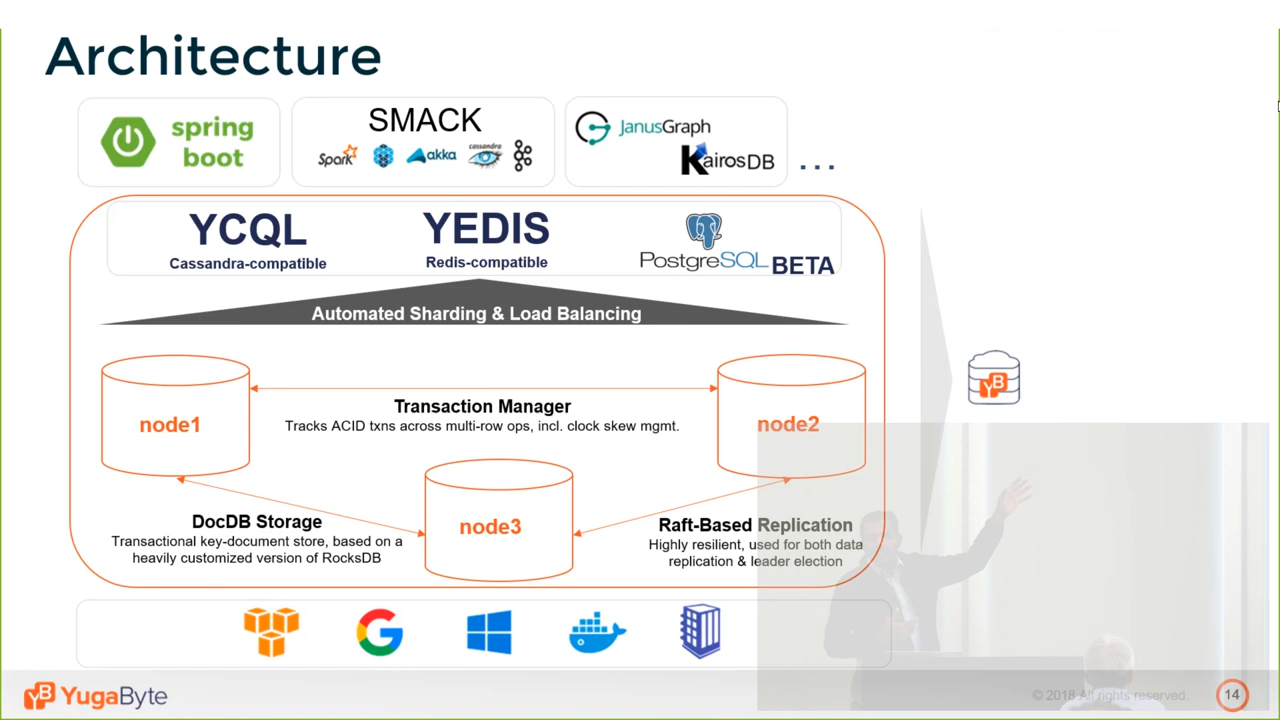 Architecture
spring
boot
SMACK
Spark
akka
cassandra
JanusGraph
KairosDB
...
YCQL
Cassandra-compatible
YEDIS
Redis-compatible
PostgreSQL BETA
Automated Sharding & Load Balancing
node1
node2
Transaction Manager
Tracks ACID txns across multi-row ops, incl. clock skew mgmt.
node3
DocDB Storage
Transactional key-document store, based on a
heavily customized version of RocksDB
Raft-Based Replication
Highly resilient, used for both data
replication & leader election
YB
G
YB YugaByte
© 2018 All rights reserved.
14